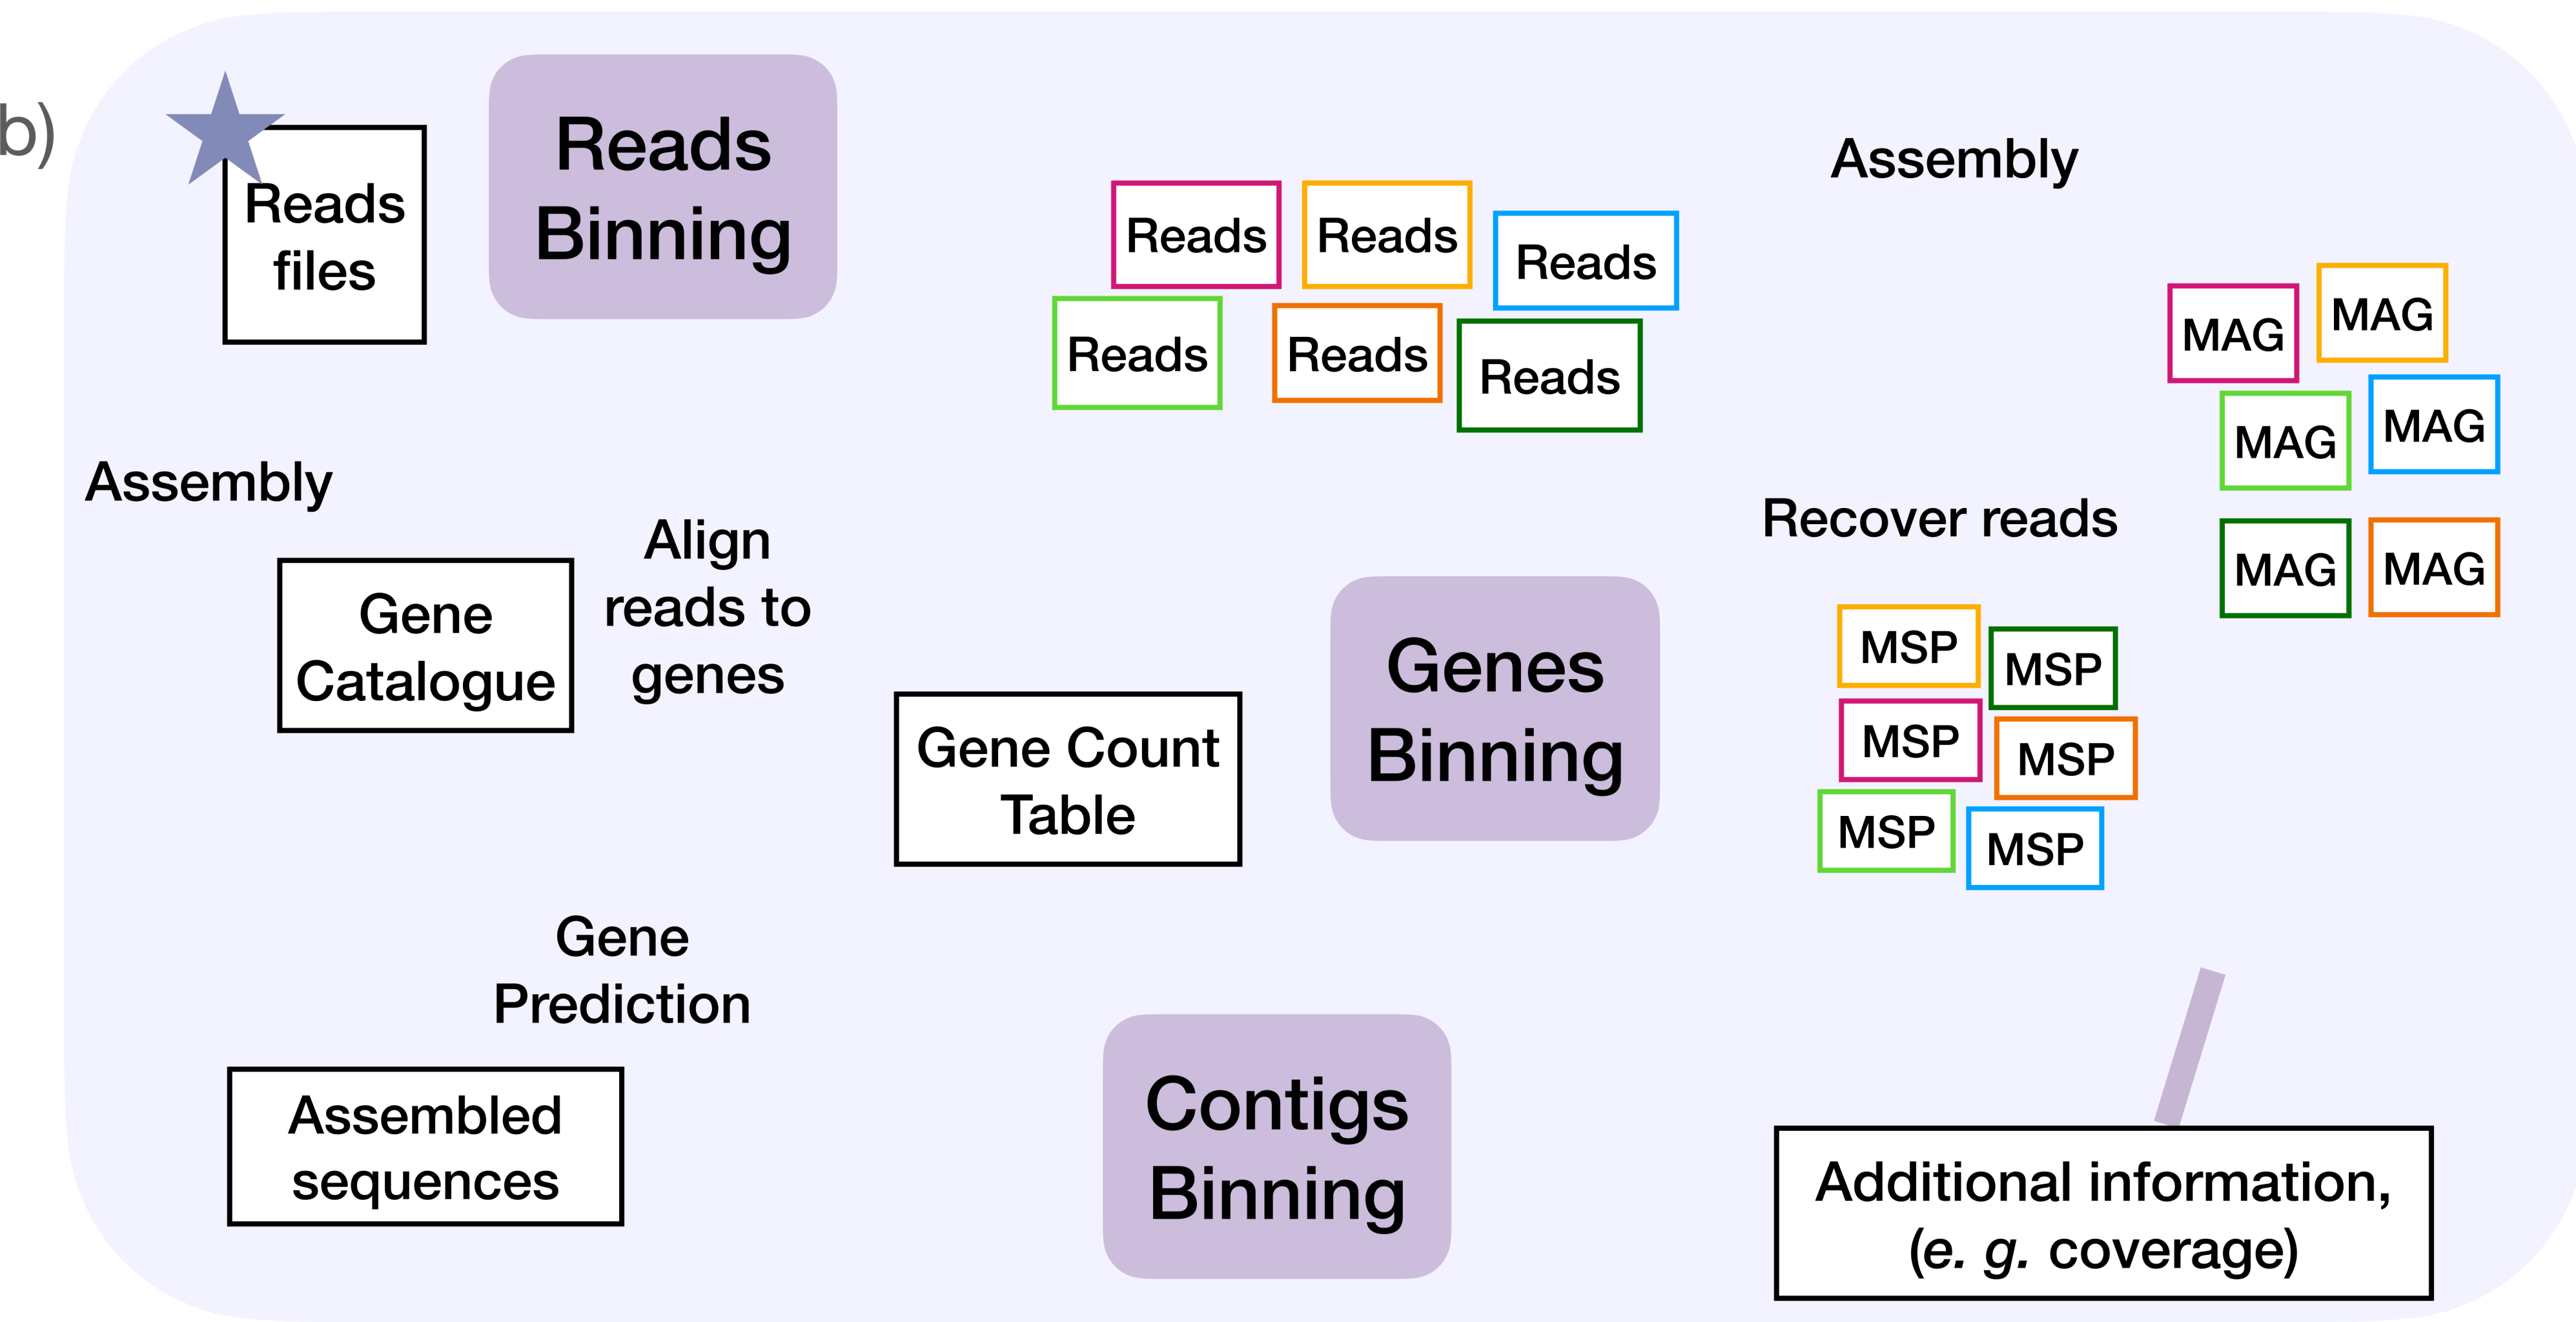 b)
Reads
files
Reads
Binning
Reads
Reads
Reads
Reads
Reads
Reads
Assembly
MAG
MAG
MAG
MAG
MAG
MAG
Assembly
Gene
Catalogue
Align
reads to
genes
Gene Count
Table
Genes
Binning
Recover reads
MSP
MSP
MSP
MSP
MSP
MSP
Gene
Prediction
Assembled
sequences
Contigs
Binning
Additional information,
(e. g. coverage)